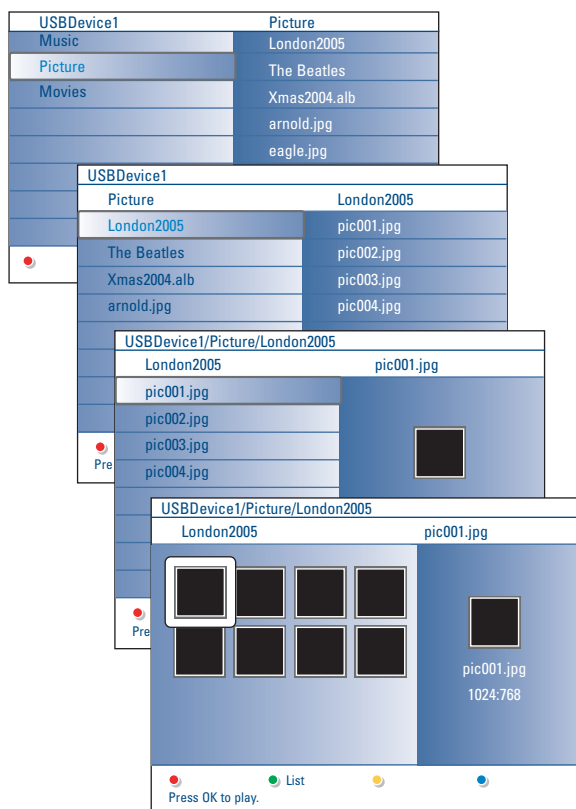 USBDevice1 Picture
Music London2005
Picture The Beatles
Movies Xmas2004.alb
arnold.jpg
eagle.jpg
USBDevice1
Picture London2005
London2005 pic001.jpg
The Beatles pic002.jpg
Xmas2004.alb pic003.jpg
arnold.jpg pic004.jpg
Pre
USBDevice1/Picture/London2005
London2005 pic001.jpg
pic001.jpg
pic002.jpg
pic003.jpg
pic004.jpg
Pre
USBDevice1/Picture/London2005
London2005 pic001.jpg
pic001.jpg
1024:768
List
Press OK to play.